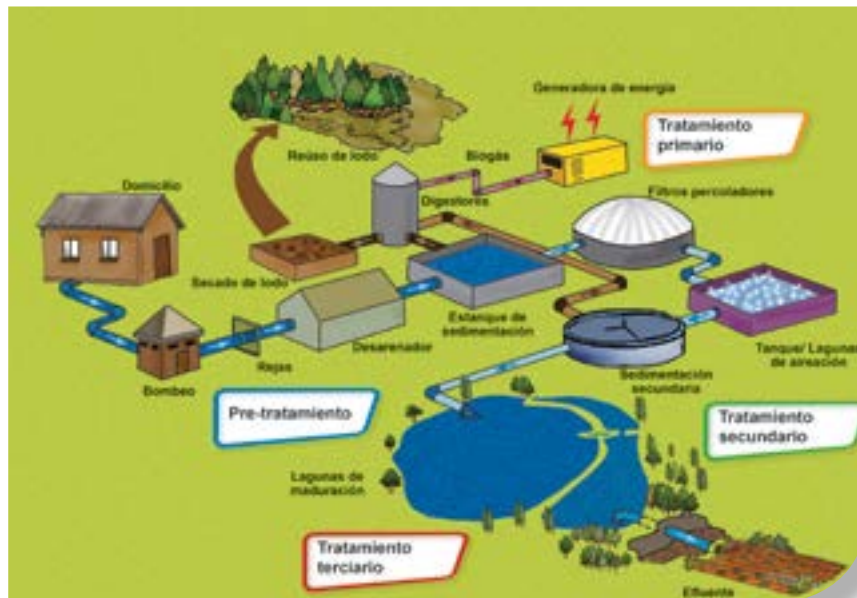 Generadora de energía
Tratamiento
primario
Reúso de lodo
Biogás
Domicilio
Digestores
Filtros percoladores
Secado de lodo
Estanque de
sedimentación
Desarenador
Rejas
Bombeo
Tanque/ Lagunas
de aireación
Sedimentación
secundaria
Pre-tratamiento
Tratamiento
secundario
Lagunas de
maduración
Tratamiento
terciario
Efluente